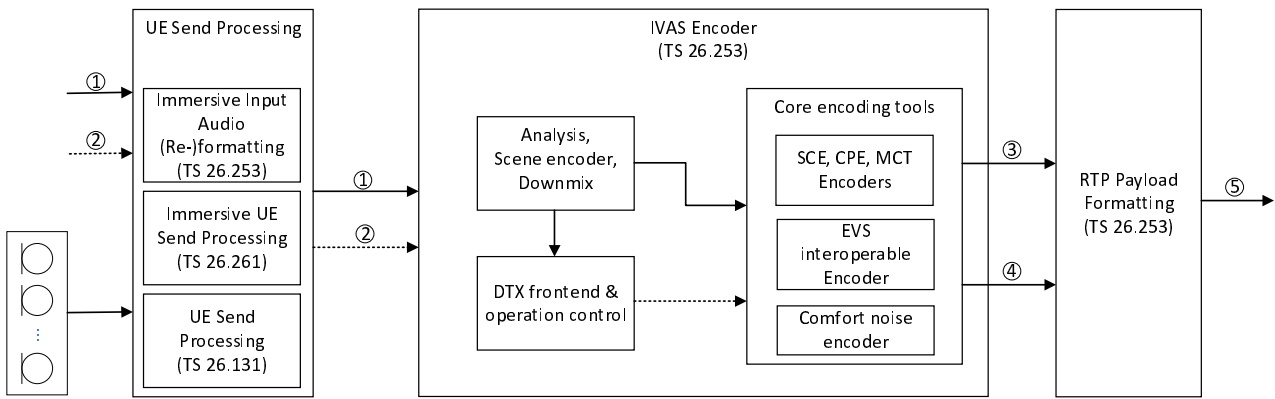 UE Send Processing
①
②
Immersive Input
Audio
(Re-)formatting
(TS 26.253)
Immersive UE
Send Processing
(TS 26.261)
UE Send
Processing
(TS 26.131)
①
②
IVAS Encoder
(TS 26.253)
Analysis,
Scene encoder,
Downmix
DTX frontend &
operation control
Core encoding tools
SCE, CPE, MCT
Encoders
EVS
interoperable
Encoder
Comfort noise
encoder
③
④
RTP Payload
Formatting
(TS 26.253)
⑤